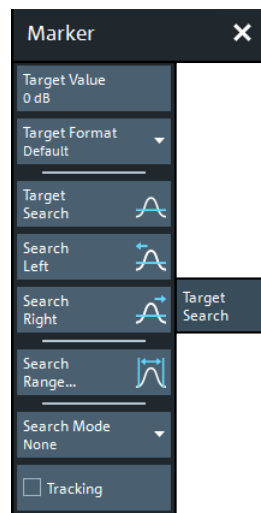 Marker
Target Value
0 dB
Target Format
Default
Target
Search
Search
Left
Search
Right
Target
Search
Search
Range...
Search Mode
None
Tracking